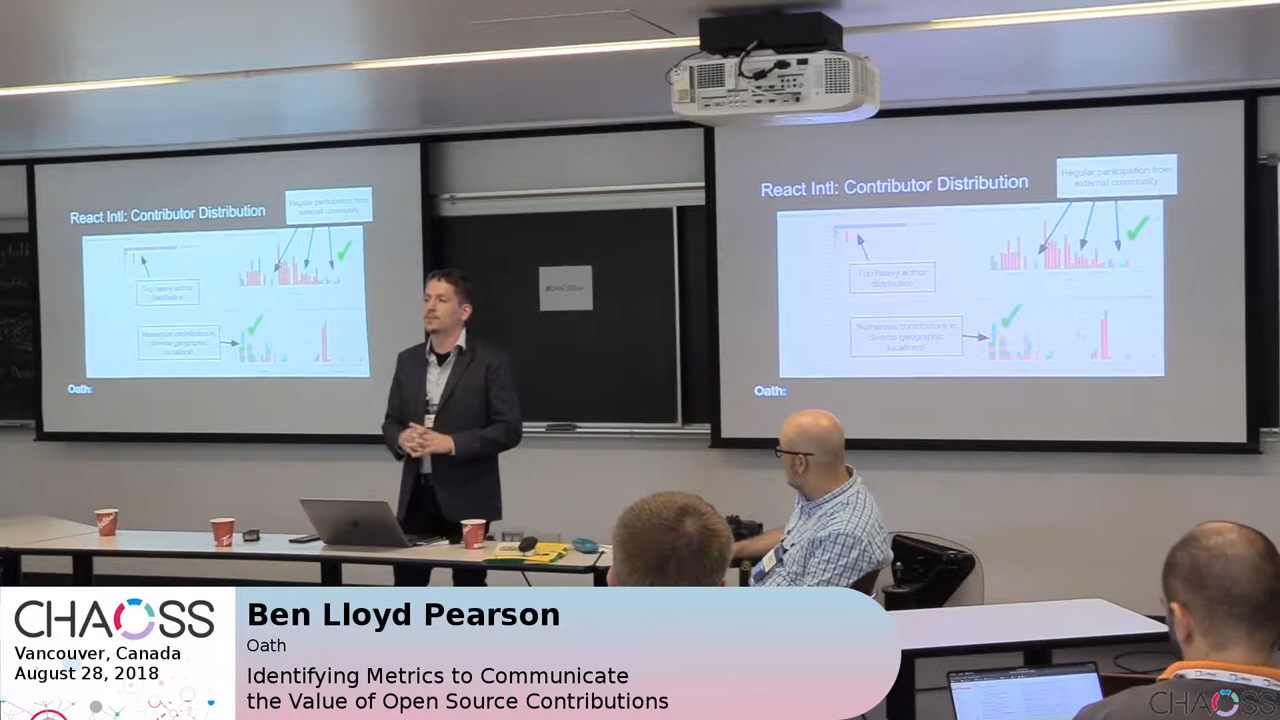 React Intl: Contributor Distribution
Regular participation from
external community
Top heavy author
distribution
Numerous contributors in
diverse geographic
locations!
Oath:
React Intl: Contributor Distribution
Regular participation from
external community
Top heavy author
distribution
Numerous contributors in
diverse geographic
locations!
Oath:
CHAOSS
Vancouver, Canada
August 28, 2018
Ben Lloyd Pearson
Oath
Identifying Metrics to Communicate
the Value of Open Source Contributions
CHAOSS